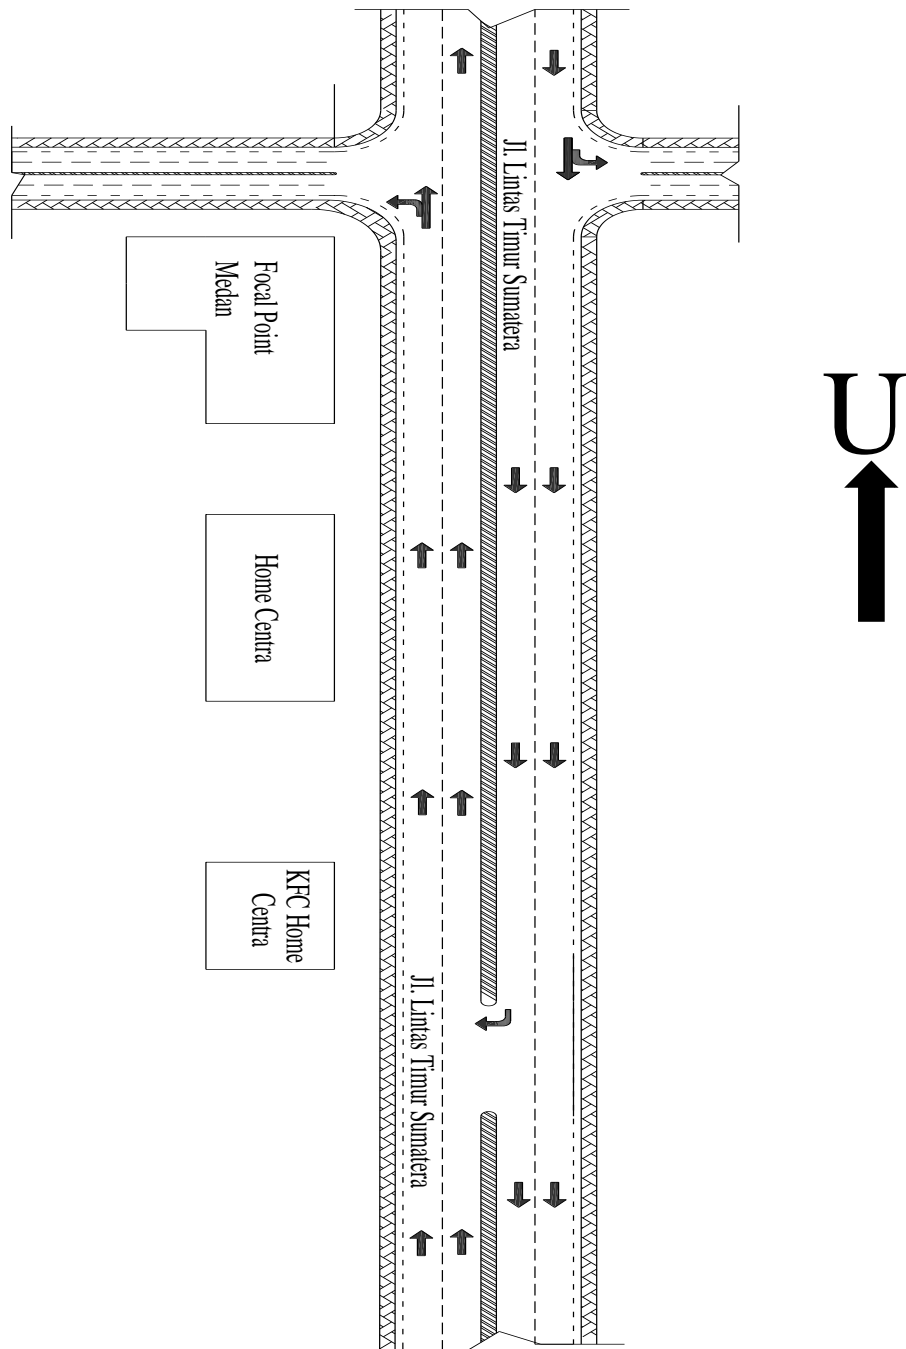 Jl. Lintas Timur Sumatera
Focal Point
Medan
U
Home Centra
KFC Home
Centra
Jl. Lintas Timur Sumatera